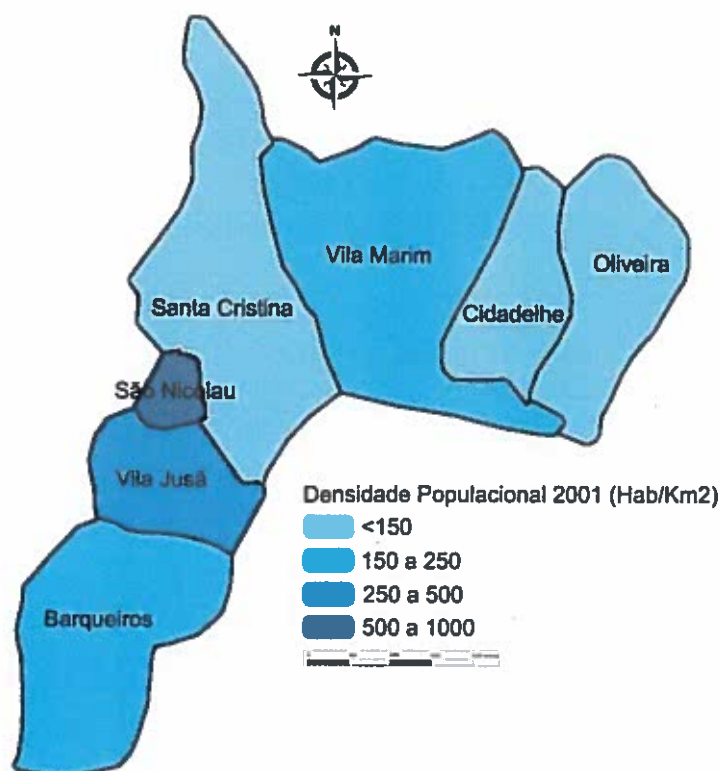 N
Vila Marim
Oliveira
Santa Cristina
Cidadelhe
São Nicolau
Vila Jusã
Densidade Populacional 2001 (Hab/Km2)
<150
150 a 250
250 a 500
500 a 1000
Barqueiros